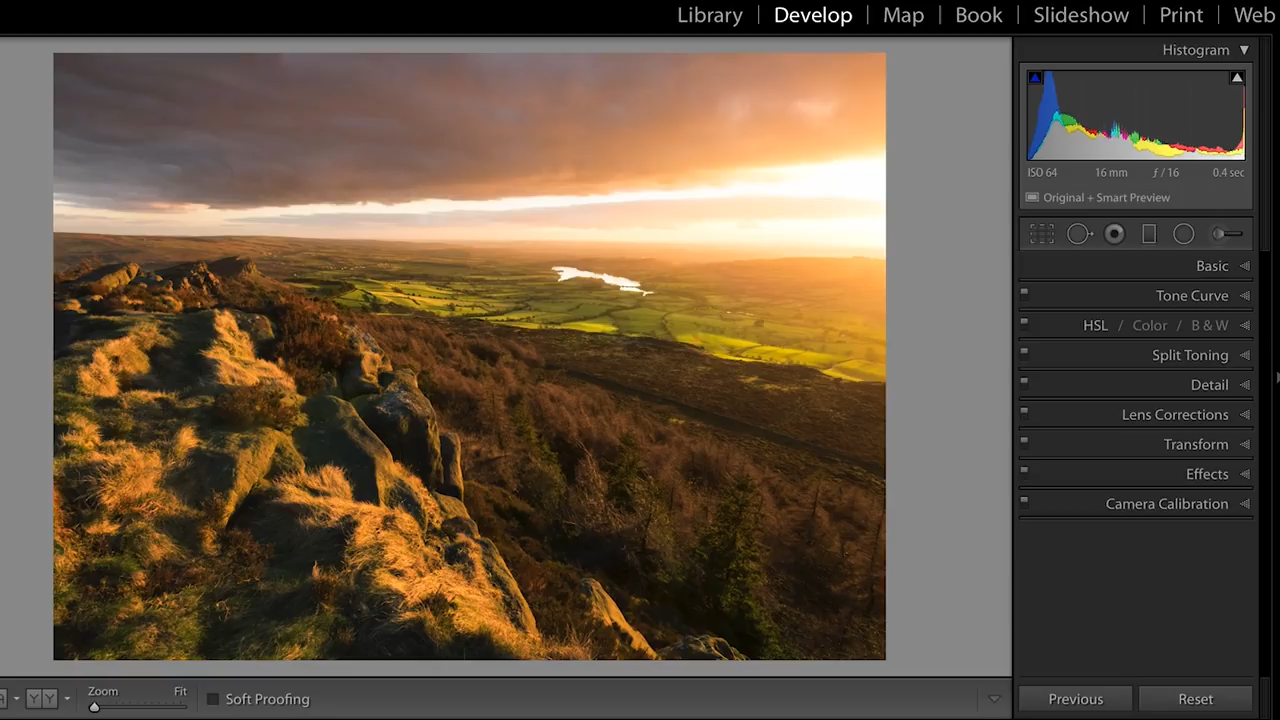 Library | Develop | Map | Book | Slideshow | Print | Web
Histogram
ISO 64 16 mm ƒ / 16 0.4 sec
Original + Smart Preview
Basic
Tone Curve
HSL / Color / B & W
Split Toning
Detail
Lens Corrections
Transform
Effects
Camera Calibration
Y Y Zoom Fit Soft Proofing
Previous Reset